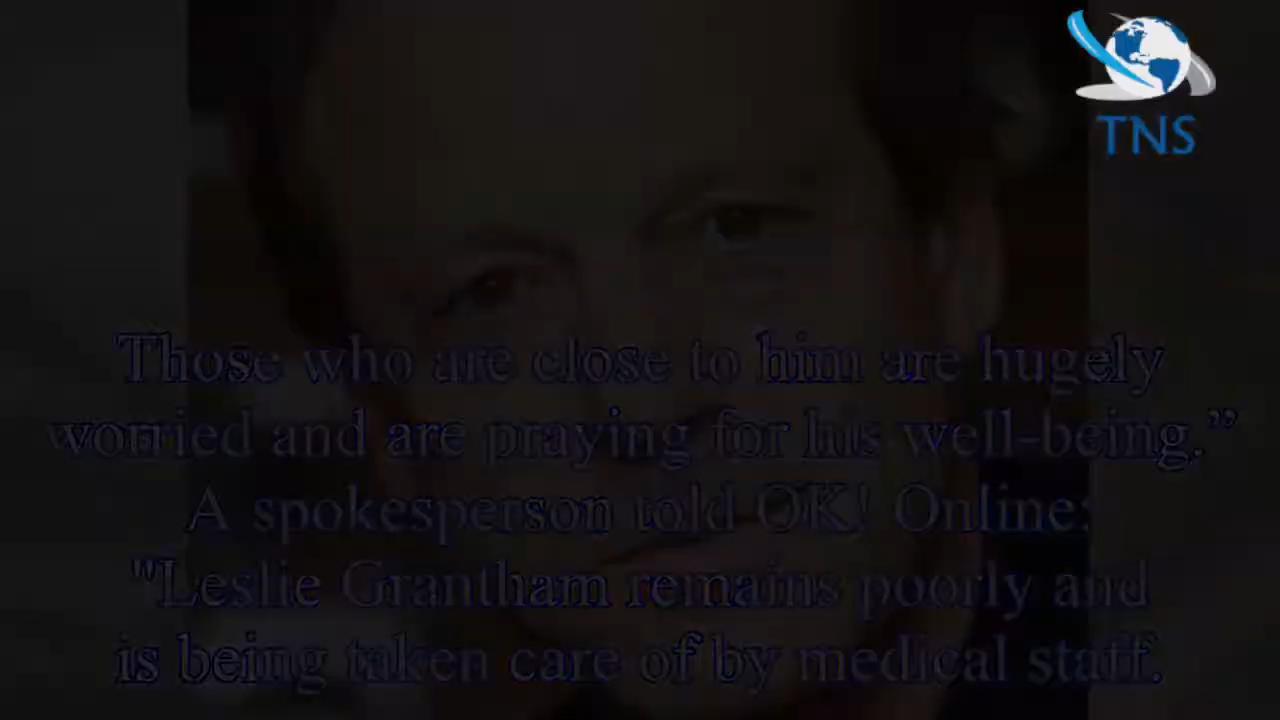 TNS
Those who are close to him are hugely
worried and are praying for his well-being.”
A spokesperson told OK! Online:
"Leslie Grantham remains poorly and
is being taken care of by medical staff.